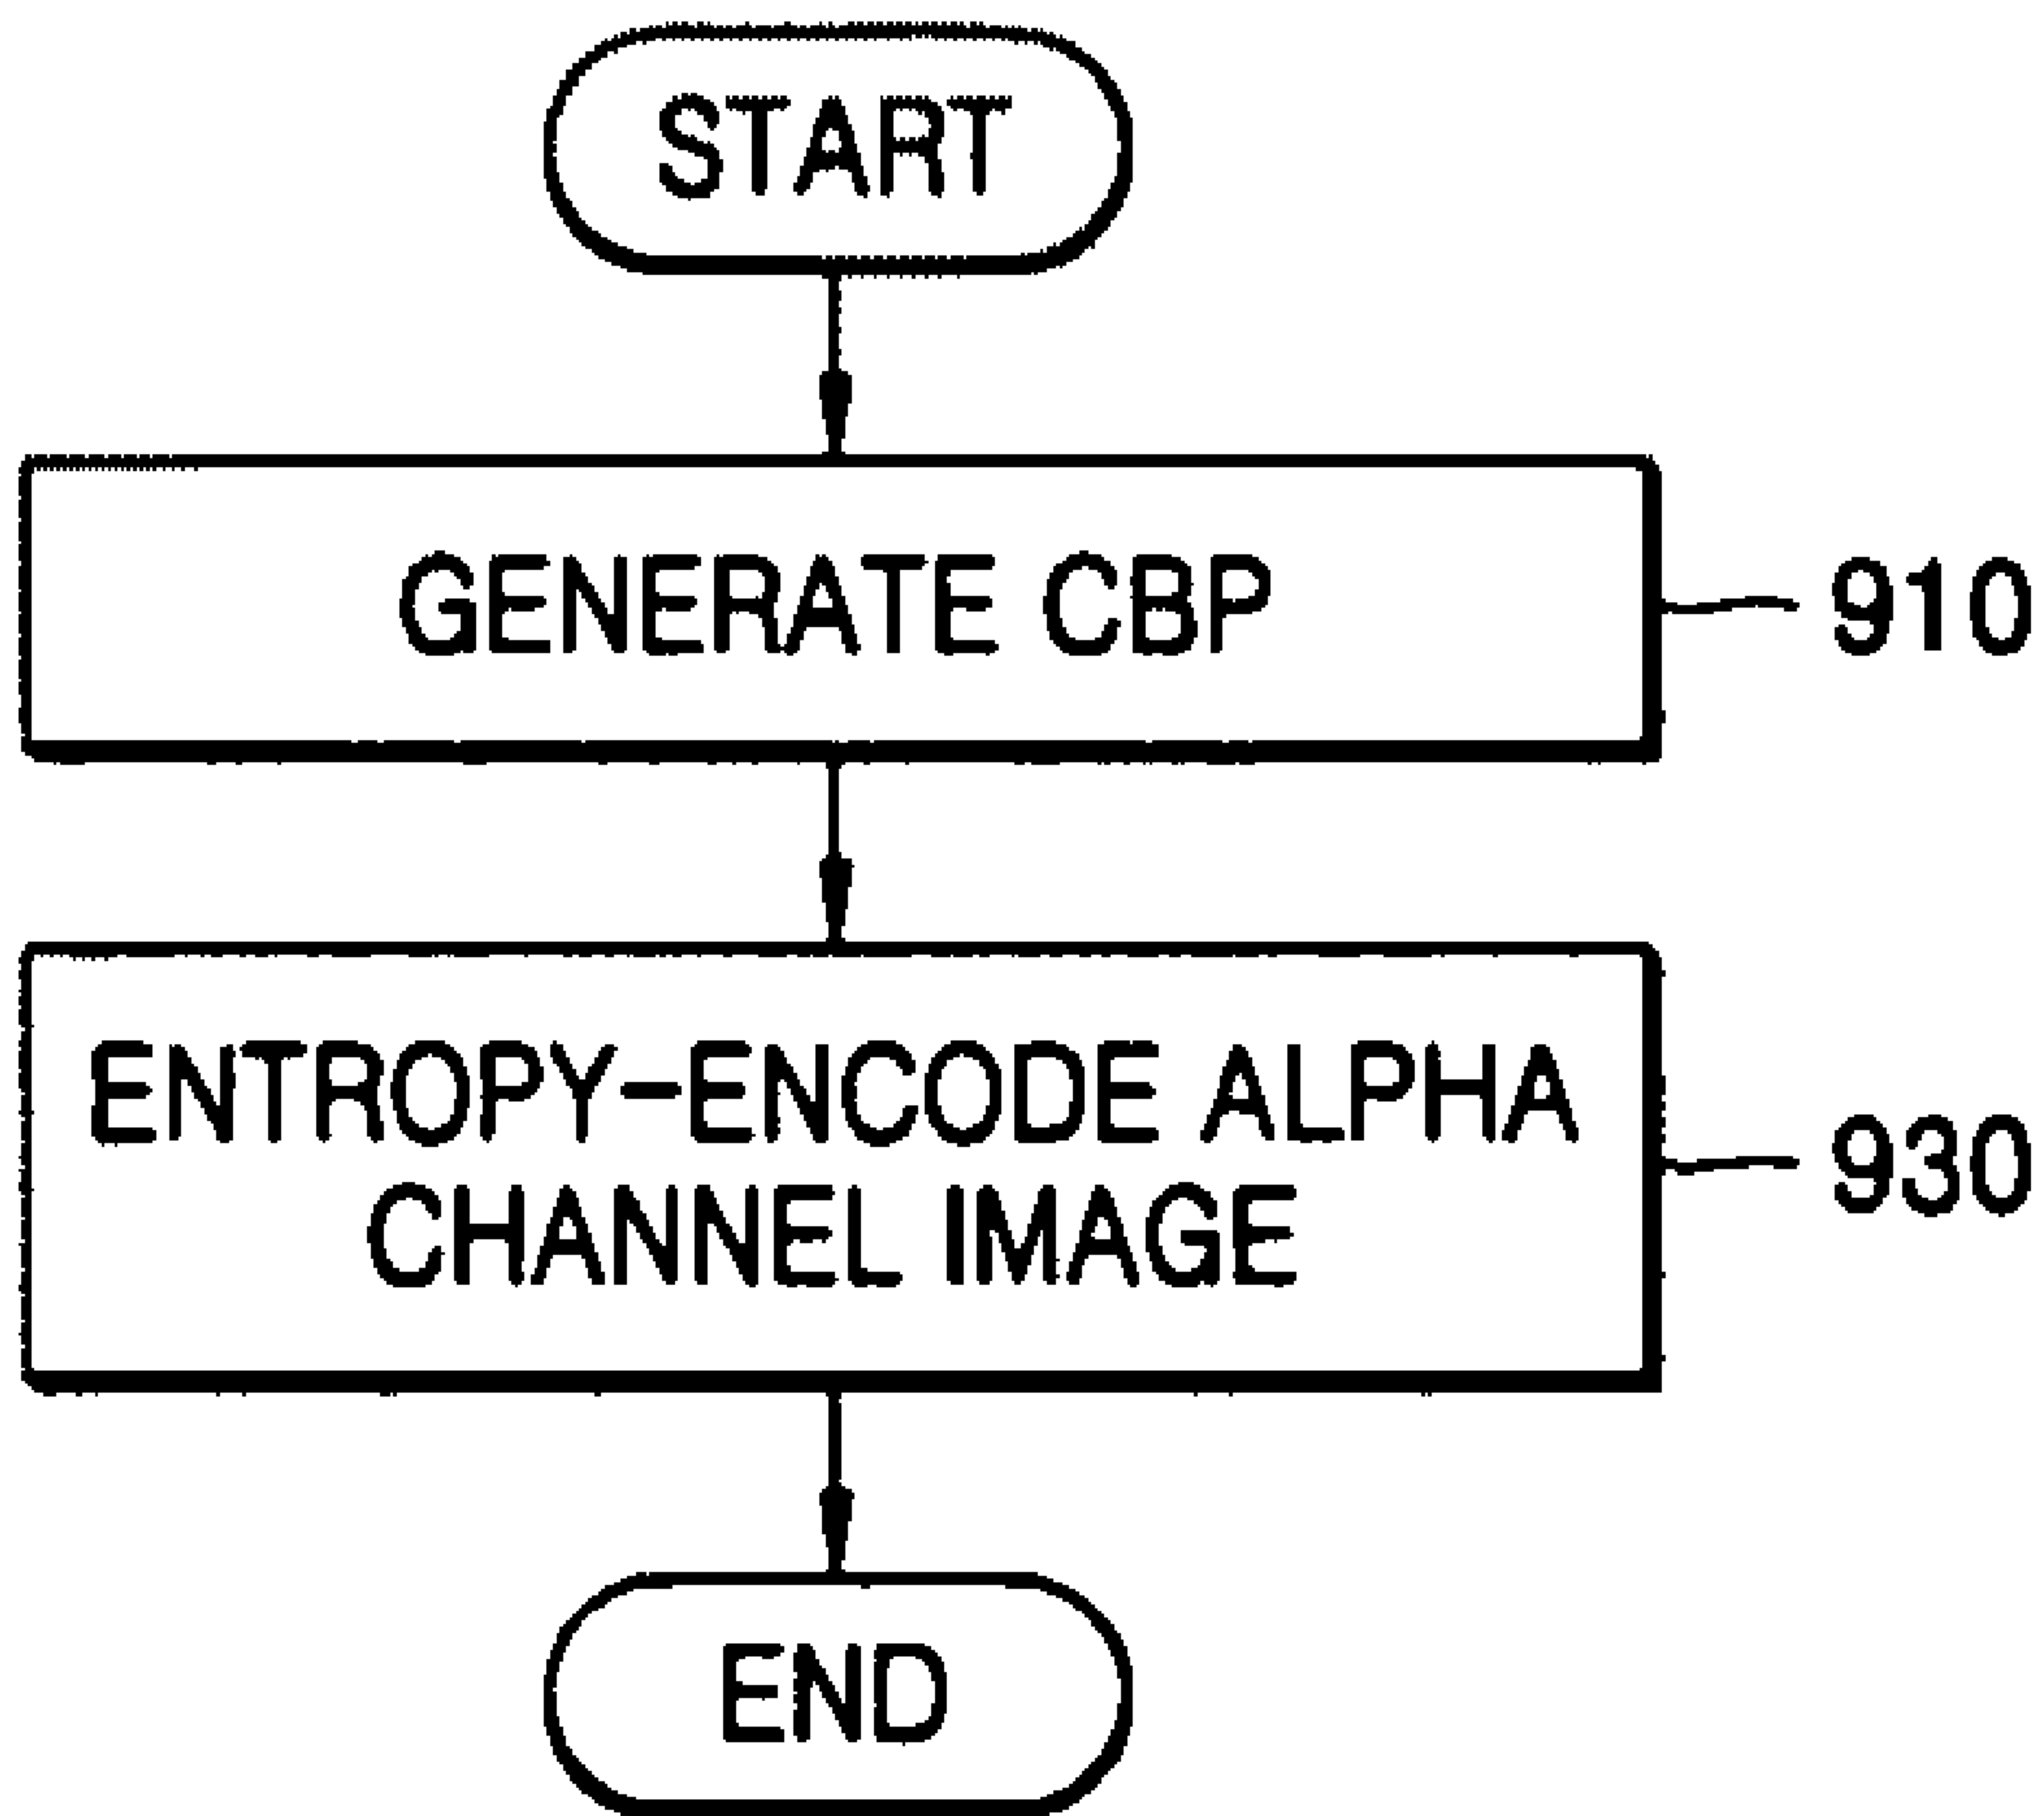 START
GENERATE CBP
910
ENTROPY-ENCODE ALPHA
CHANNEL IMAGE
930
END